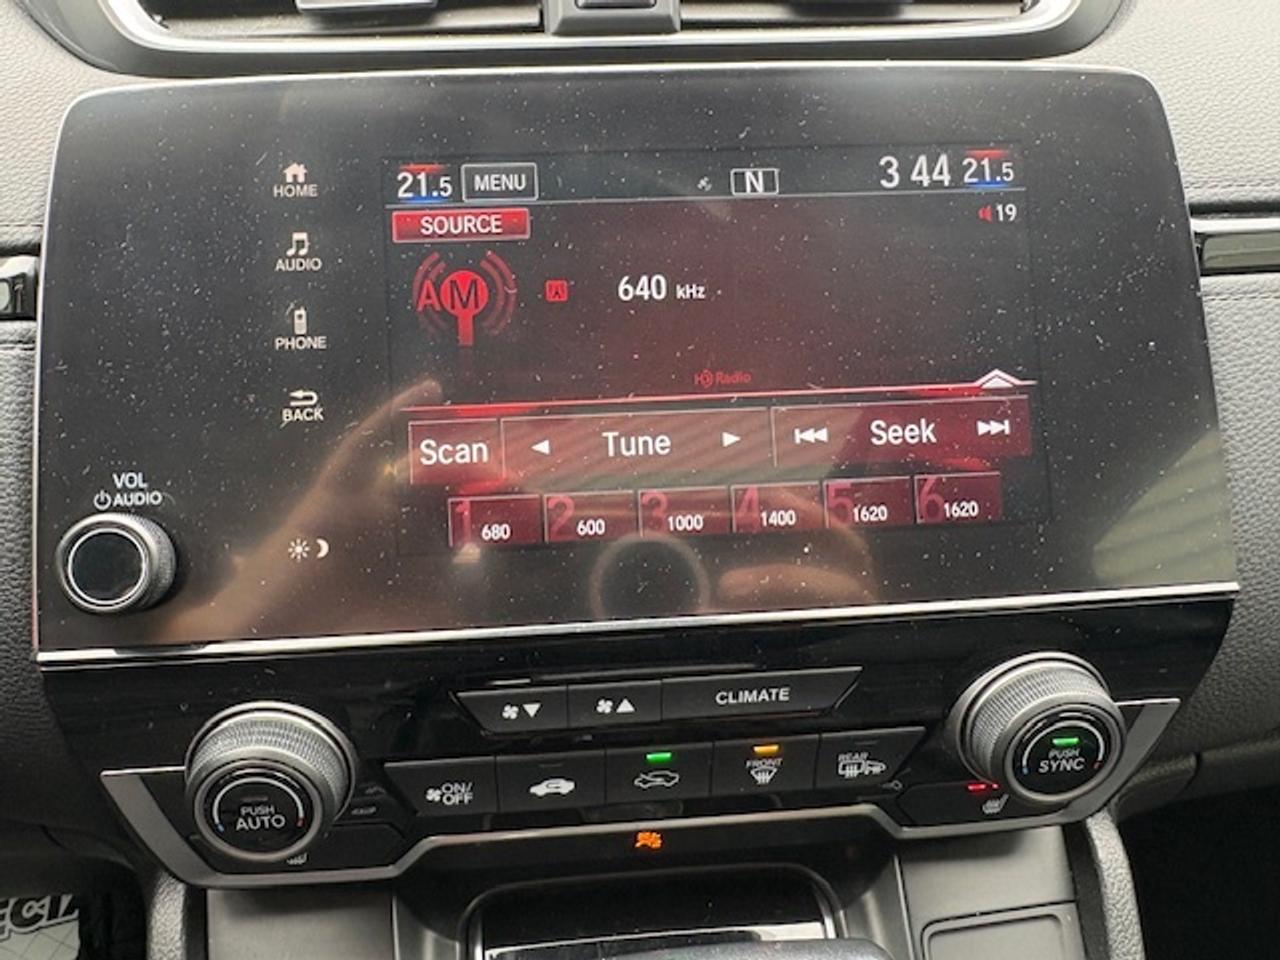 HOME
AUDIO
PHONE
BACK
VOL
AUDIO
21.5 MENU N 3 44 21.5
SOURCE 19
AM 640 kHz
HD Radio
Scan Tune Seek
1 680 2 600 3 1000 4 1400 5 1620 6 1620
CLIMATE
ON/OFF
FRONT
REAR
PUSH
AUTO
PUSH
SYNC